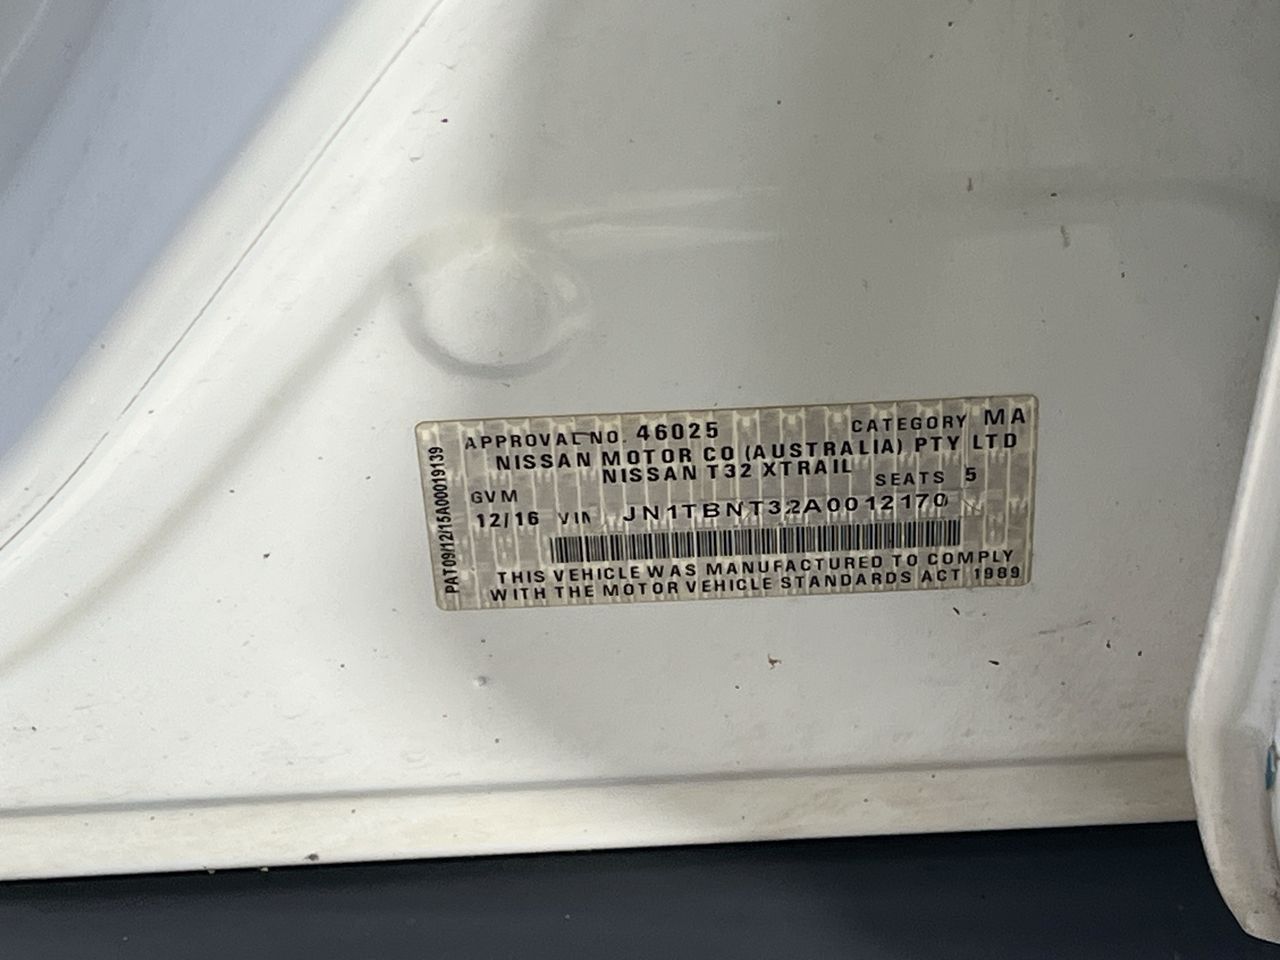 APPROVAL NO. 46025 CATEGORY MA
NISSAN MOTOR CO (AUSTRALIA) PTY LTD
NISSAN T32 XTRAIL
GVM SEATS 5
12/16 VIN JN1TBNT32A0012170
THIS VEHICLE WAS MANUFACTURED TO COMPLY
WITH THE MOTOR VEHICLE STANDARDS ACT 1989
PAT09/12/15A00019139